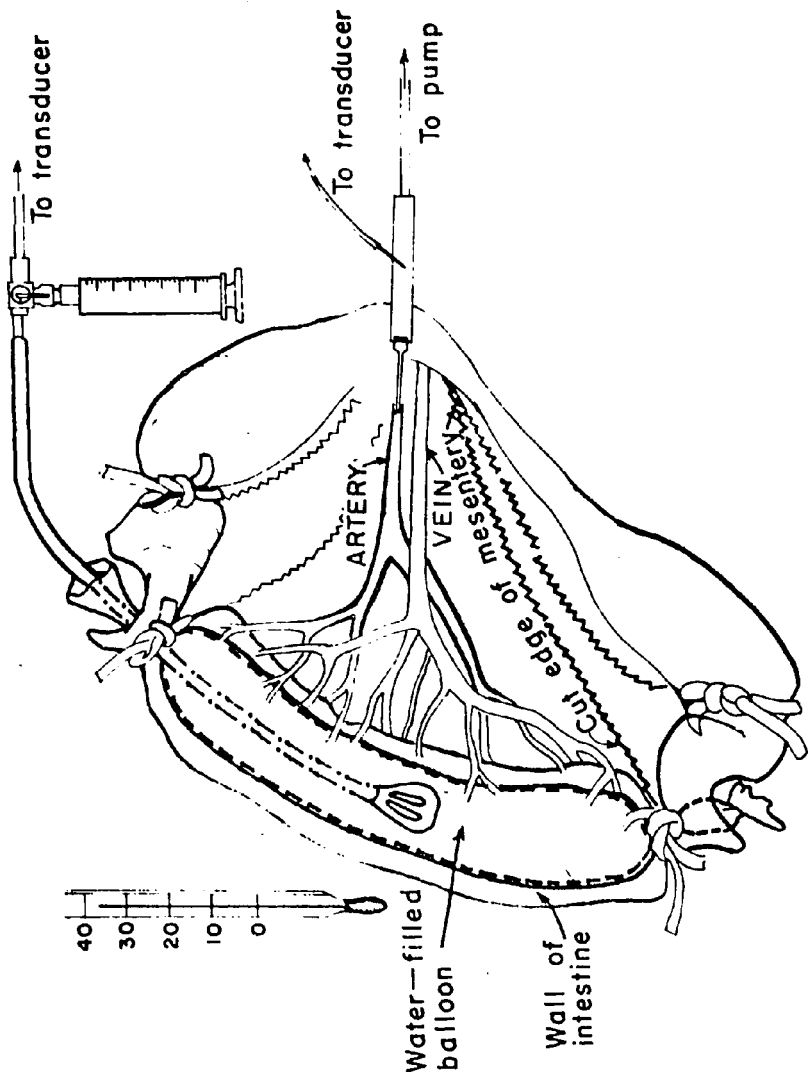 To transducer
To transducer
To pump
ARTERY
VEIN
Cut edge of mesentery
40
30
20
10
0
Water-filled
balloon
Wall of
intestine